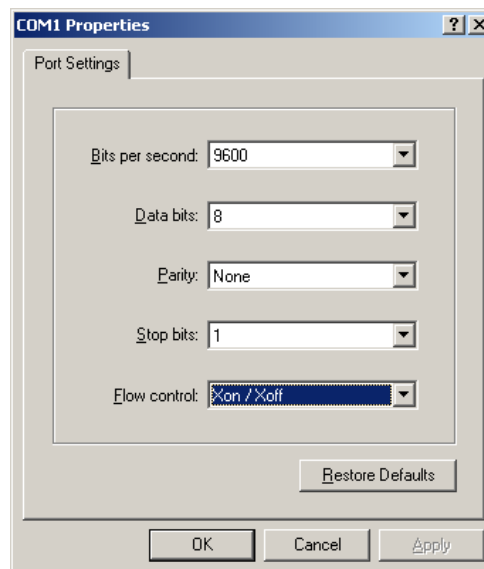 COM1 Properties
Port Settings
Bits per second: 9600
Data bits: 8
Parity: None
Stop bits: 1
Flow control: Xon / Xoff
Restore Defaults
OK Cancel Apply